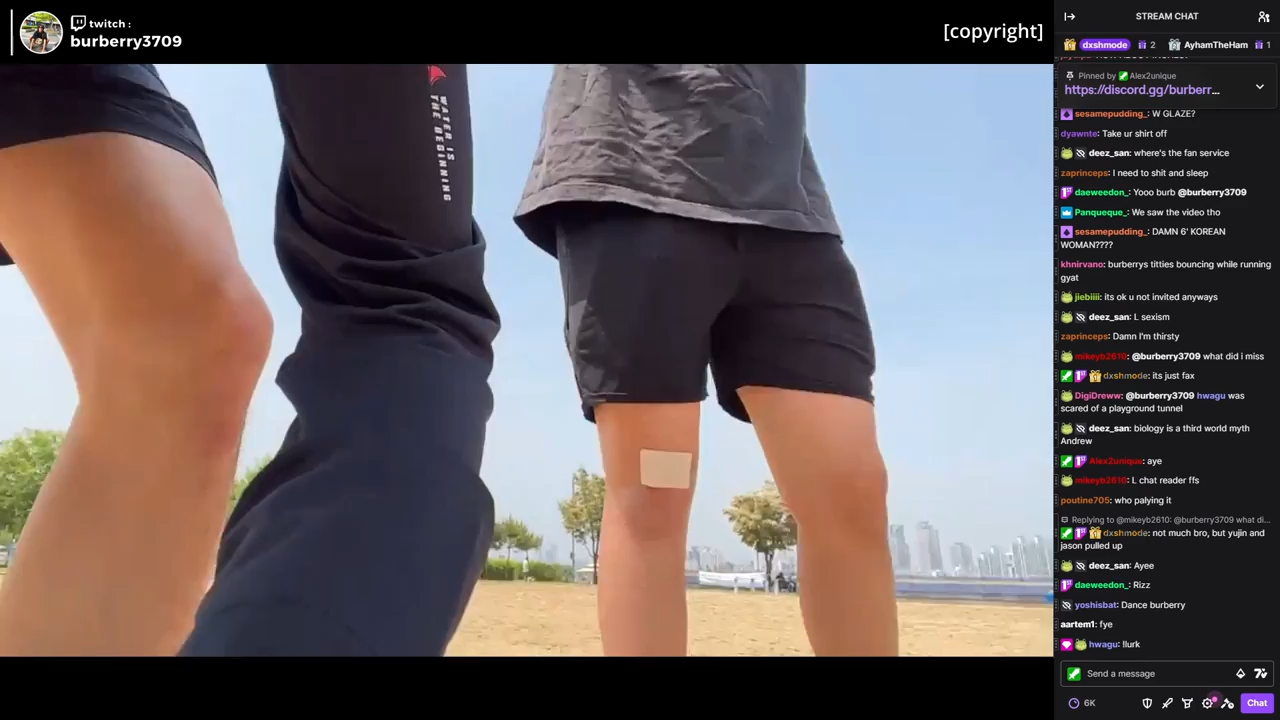 twitch :
burberry3709
[copyright]
WATER IS
THE BEGINNING
STREAM CHAT
dxshmode 2 AyhamTheHam 1
Pinned by Alex2unique
https://discord.gg/burberr...
sesamepudding_: W GLAZE?
dyawnte: Take ur shirt off
deez_san: where's the fan service
zaprinceps: I need to shit and sleep
daeweedon_: Yooo burb @burberry3709
Panqueque_: We saw the video tho
sesamepudding_: DAMN 6' KOREAN
WOMAN????
khnirvano: burberrys titties bouncing while running
gyat
jiebiiii: its ok u not invited anyways
deez_san: L sexism
zaprinceps: Damn I'm thirsty
mikeyb2610: @burberry3709 what did i miss
dxshmode: its just fax
DigiDreww: @burberry3709 hwagu was
scared of a playground tunnel
deez_san: biology is a third world myth
Andrew
Alex2unique: aye
mikeyb2610: L chat reader ffs
poutine705: who palying it
Replying to @mikeyb2610: @burberry3709 what di...
dxshmode: not much bro, but yujin and
jason pulled up
deez_san: Ayee
daeweedon_: Rizz
yoshisbat: Dance burberry
aartem1: fye
hwagu: !lurk
Send a message
6K
Chat